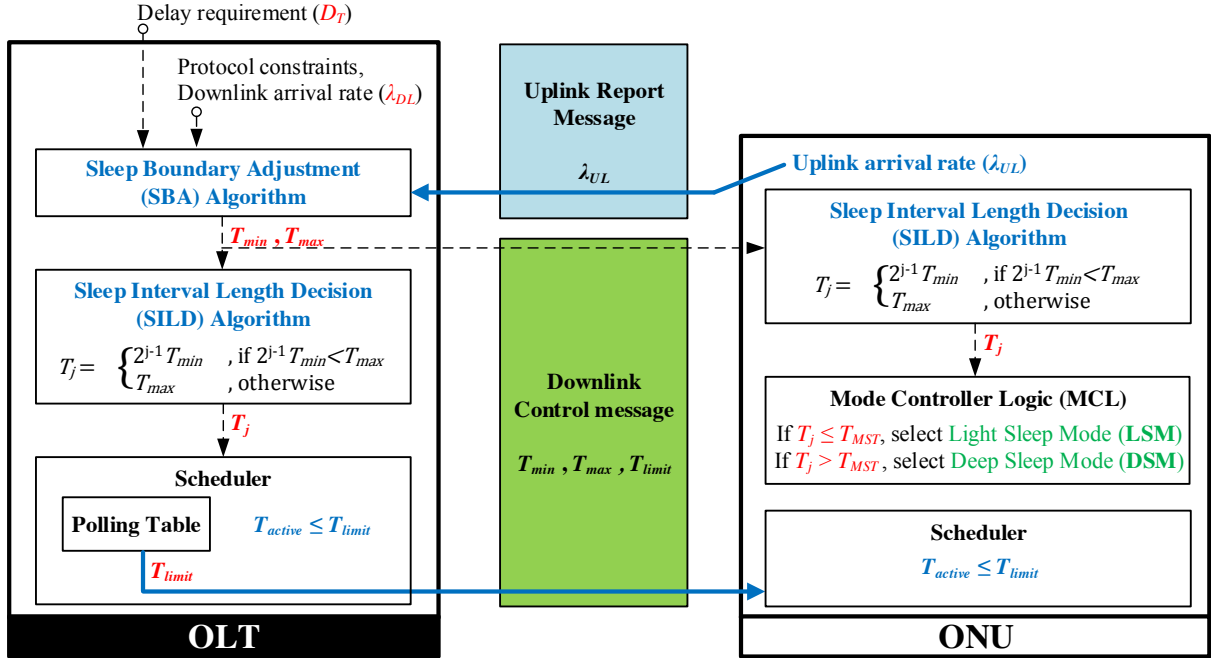 Delay requirement (D_T)
Protocol constraints,
Downlink arrival rate (λ_DL)
Sleep Boundary Adjustment
(SBA) Algorithm
T_min , T_max
Sleep Interval Length Decision
(SILD) Algorithm
T_j = { 2^{j-1} T_min , if 2^{j-1} T_min < T_max
T_max , otherwise
T_j
Scheduler
Polling Table
T_active ≤ T_limit
T_limit
OLT
Uplink Report
Message
λ_UL
Downlink
Control message
T_min , T_max , T_limit
Uplink arrival rate (λ_UL)
Sleep Interval Length Decision
(SILD) Algorithm
T_j = { 2^{j-1} T_min , if 2^{j-1} T_min < T_max
T_max , otherwise
T_j
Mode Controller Logic (MCL)
If T_j ≤ T_MST, select Light Sleep Mode (LSM)
If T_j > T_MST, select Deep Sleep Mode (DSM)
Scheduler
T_active ≤ T_limit
ONU